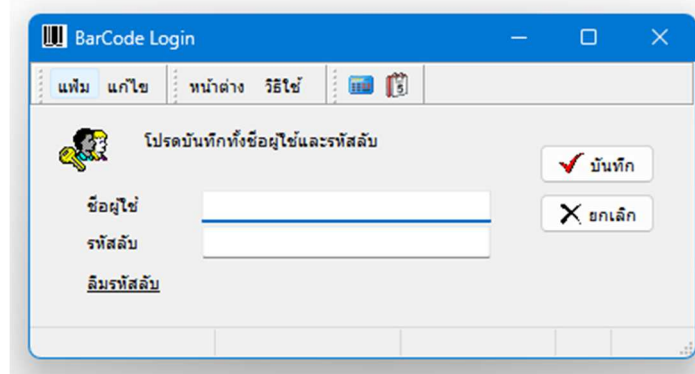 BarCode Login
แฟ้ม แก้ไข หน้าต่าง วิธีใช้ 5
โปรดบันทึกทั้งชื่อผู้ใช้และรหัสลับ
บันทึก
ชื่อผู้ใช้
ยกเลิก
รหัสลับ
ลืมรหัสลับ